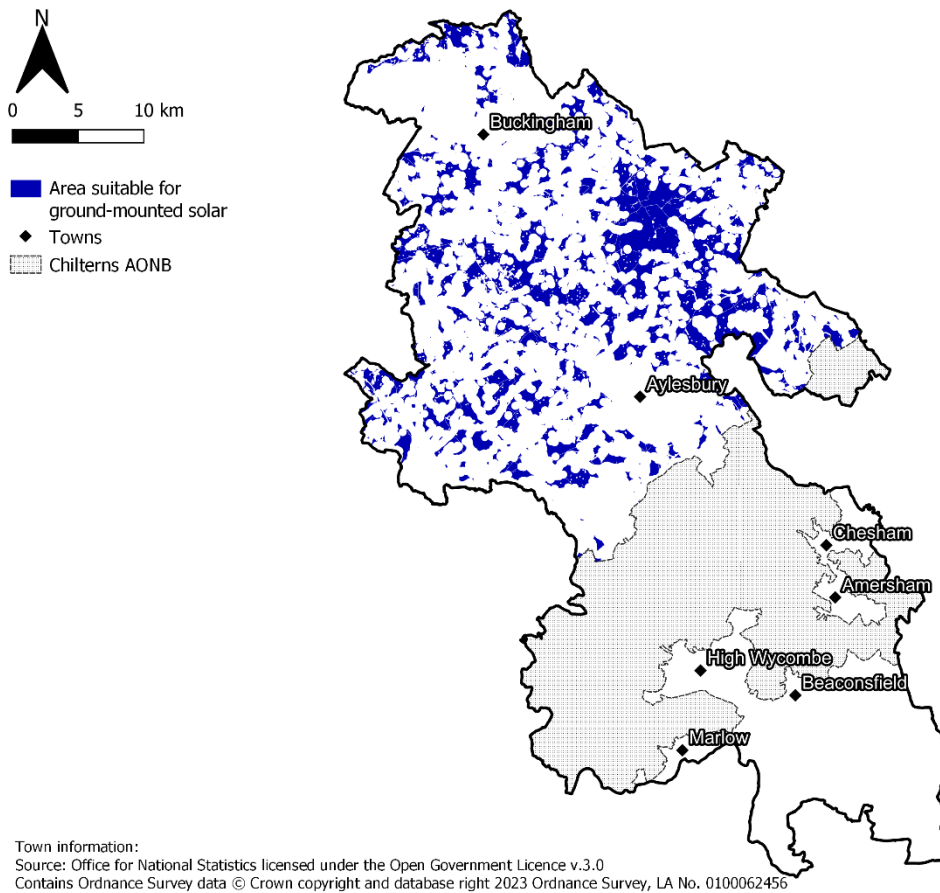 N
0 5 10 km
Area suitable for
ground-mounted solar
Towns
Chilterns AONB
Buckingham
Aylesbury
Chesham
Amersham
High Wycombe
Beaconsfield
Marlow
Town information:
Source: Office for National Statistics licensed under the Open Government Licence v.3.0
Contains Ordnance Survey data © Crown copyright and database right 2023 Ordnance Survey, LA No. 0100062456